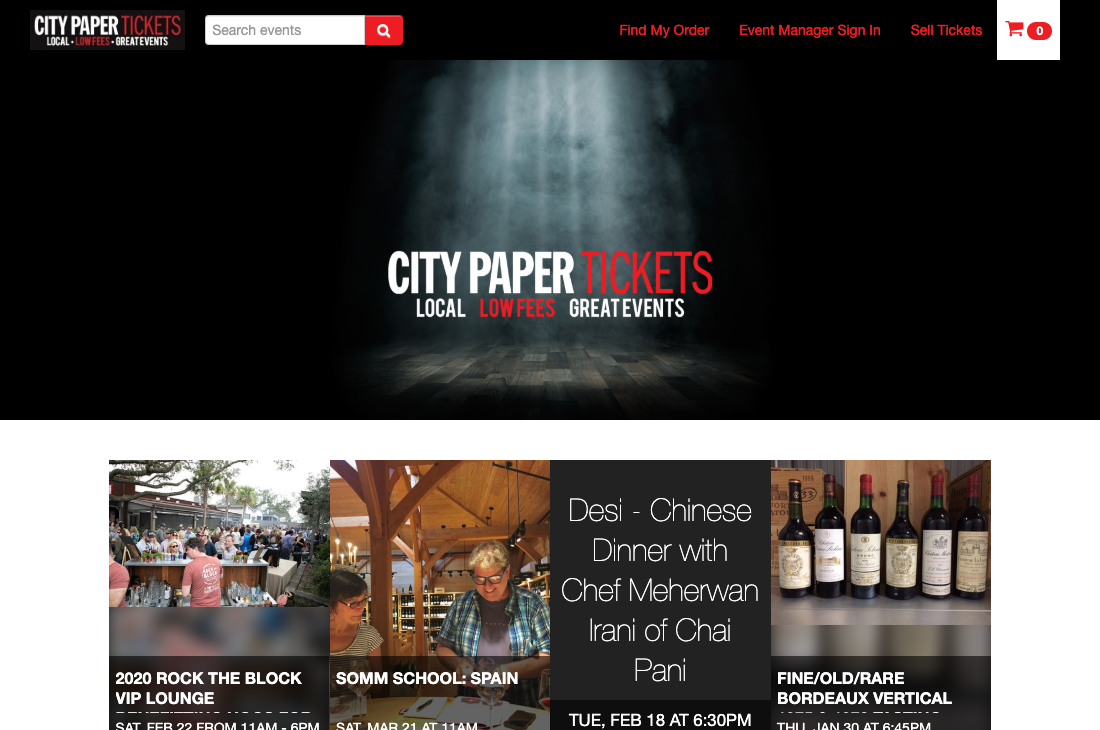 CITY PAPER TICKETS
LOCAL • LOW FEES • GREAT EVENTS
Search events
Find My Order
Event Manager Sign In
Sell Tickets
0
CITY PAPER TICKETS
LOCAL LOW FEES GREAT EVENTS
Desi - Chinese
Dinner with
Chef Meherwan
Irani of Chai
Pani
2020 ROCK THE BLOCK
VIP LOUNGE
SAT, FEB 22 FROM 11AM - 6PM
SOMM SCHOOL: SPAIN
SAT, MAR 21 AT 11AM
TUE, FEB 18 AT 6:30PM
FINE/OLD/RARE
BORDEAUX VERTICAL
THU, JAN 30 AT 6:45PM